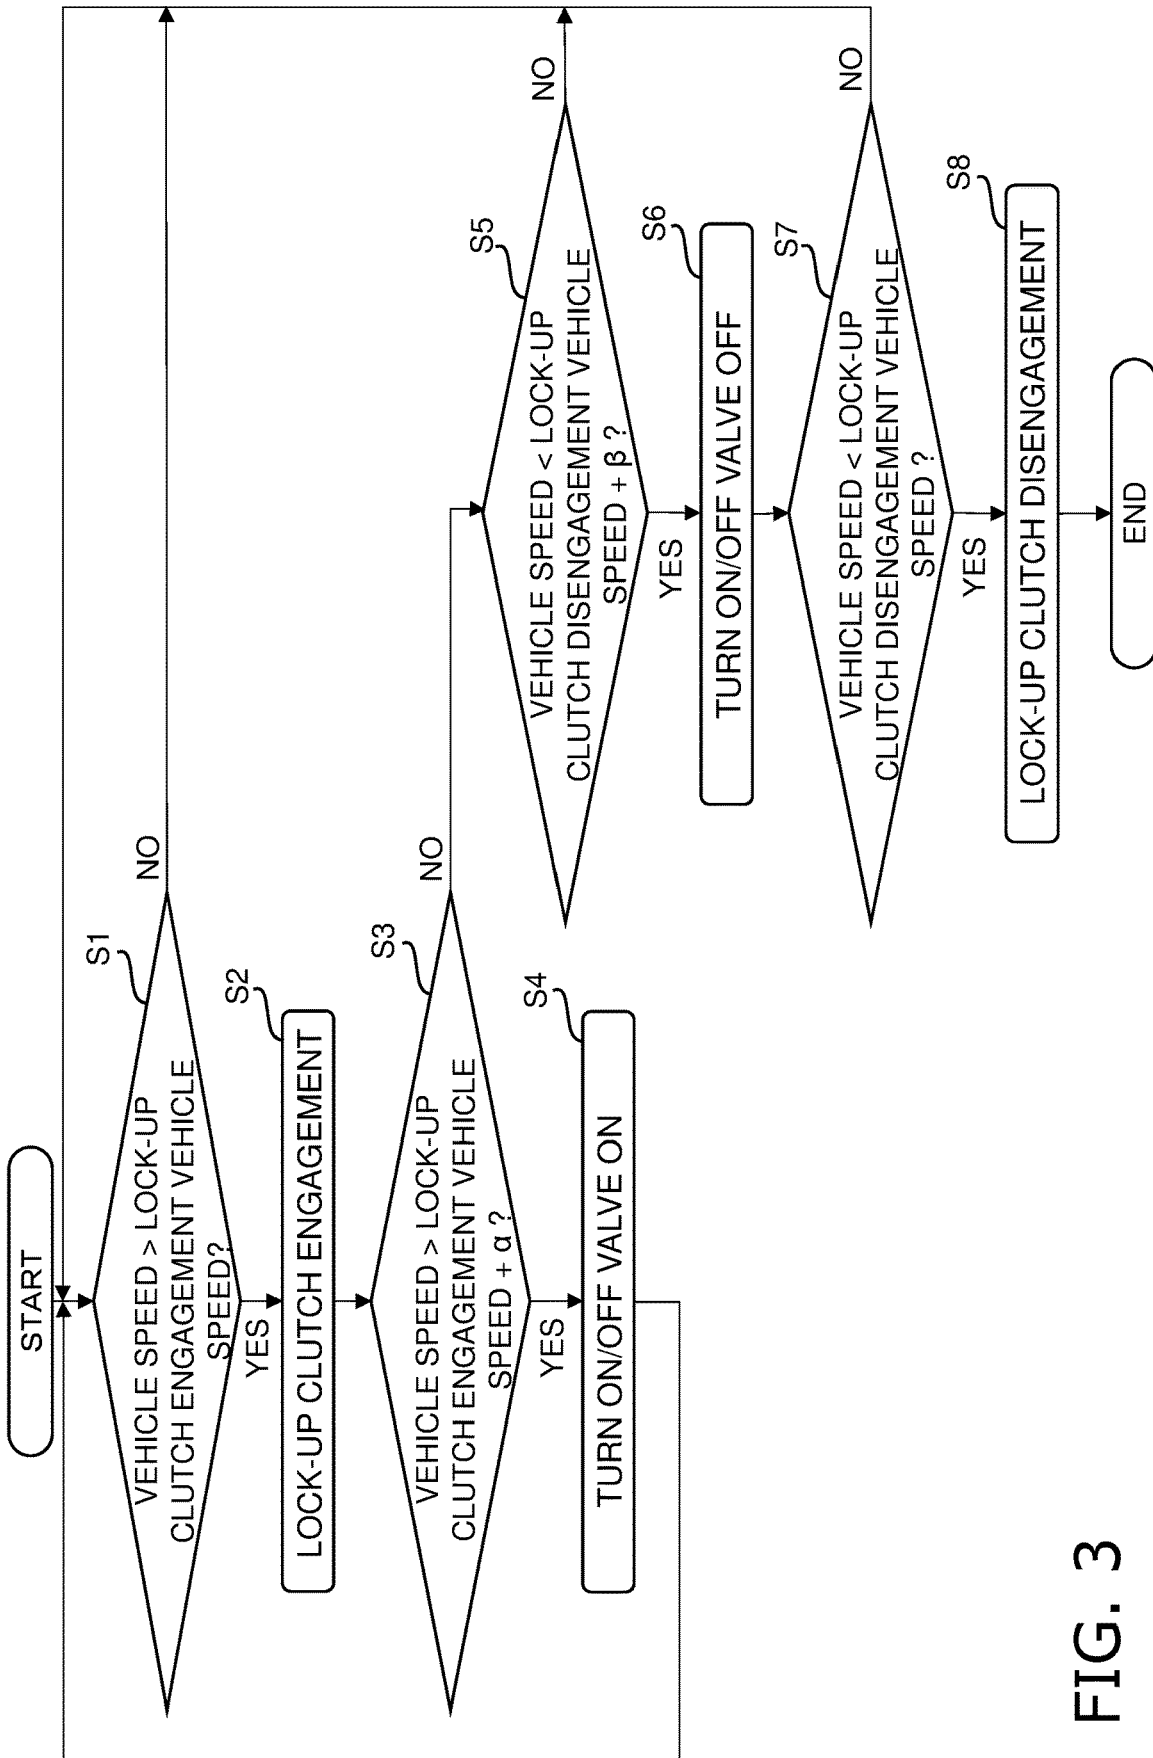 START
S1
VEHICLE SPEED > LOCK-UP
CLUTCH ENGAGEMENT VEHICLE
SPEED?
NO
YES
S2
LOCK-UP CLUTCH ENGAGEMENT
S3
VEHICLE SPEED > LOCK-UP
CLUTCH ENGAGEMENT VEHICLE
SPEED + α ?
NO
YES
S4
TURN ON/OFF VALVE ON
S5
VEHICLE SPEED < LOCK-UP
CLUTCH DISENGAGEMENT VEHICLE
SPEED + β ?
NO
YES
S6
TURN ON/OFF VALVE OFF
S7
VEHICLE SPEED < LOCK-UP
CLUTCH DISENGAGEMENT VEHICLE
SPEED ?
NO
YES
S8
LOCK-UP CLUTCH DISENGAGEMENT
END
FIG. 3